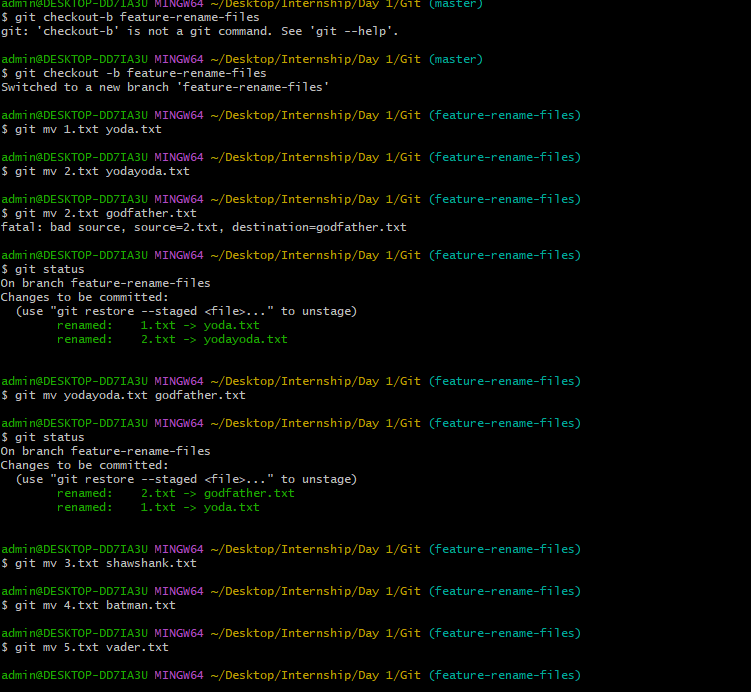 admin@DESKTOP-DD7IA3U MINGW64 ~/Desktop/Internship/Day 1/Git (master)
$ git checkout-b feature-rename-files
git: 'checkout-b' is not a git command. See 'git --help'.
admin@DESKTOP-DD7IA3U MINGW64 ~/Desktop/Internship/Day 1/Git (master)
$ git checkout -b feature-rename-files
Switched to a new branch 'feature-rename-files'
admin@DESKTOP-DD7IA3U MINGW64 ~/Desktop/Internship/Day 1/Git (feature-rename-files)
$ git mv 1.txt yoda.txt
admin@DESKTOP-DD7IA3U MINGW64 ~/Desktop/Internship/Day 1/Git (feature-rename-files)
$ git mv 2.txt yodayoda.txt
admin@DESKTOP-DD7IA3U MINGW64 ~/Desktop/Internship/Day 1/Git (feature-rename-files)
$ git mv 2.txt godfather.txt
fatal: bad source, source=2.txt, destination=godfather.txt
admin@DESKTOP-DD7IA3U MINGW64 ~/Desktop/Internship/Day 1/Git (feature-rename-files)
$ git status
On branch feature-rename-files
Changes to be committed:
  (use "git restore --staged <file>..." to unstage)
        renamed:    1.txt -> yoda.txt
        renamed:    2.txt -> yodayoda.txt
admin@DESKTOP-DD7IA3U MINGW64 ~/Desktop/Internship/Day 1/Git (feature-rename-files)
$ git mv yodayoda.txt godfather.txt
admin@DESKTOP-DD7IA3U MINGW64 ~/Desktop/Internship/Day 1/Git (feature-rename-files)
$ git status
On branch feature-rename-files
Changes to be committed:
  (use "git restore --staged <file>..." to unstage)
        renamed:    2.txt -> godfather.txt
        renamed:    1.txt -> yoda.txt
admin@DESKTOP-DD7IA3U MINGW64 ~/Desktop/Internship/Day 1/Git (feature-rename-files)
$ git mv 3.txt shawshank.txt
admin@DESKTOP-DD7IA3U MINGW64 ~/Desktop/Internship/Day 1/Git (feature-rename-files)
$ git mv 4.txt batman.txt
admin@DESKTOP-DD7IA3U MINGW64 ~/Desktop/Internship/Day 1/Git (feature-rename-files)
$ git mv 5.txt vader.txt
admin@DESKTOP-DD7IA3U MINGW64 ~/Desktop/Internship/Day 1/Git (feature-rename-files)